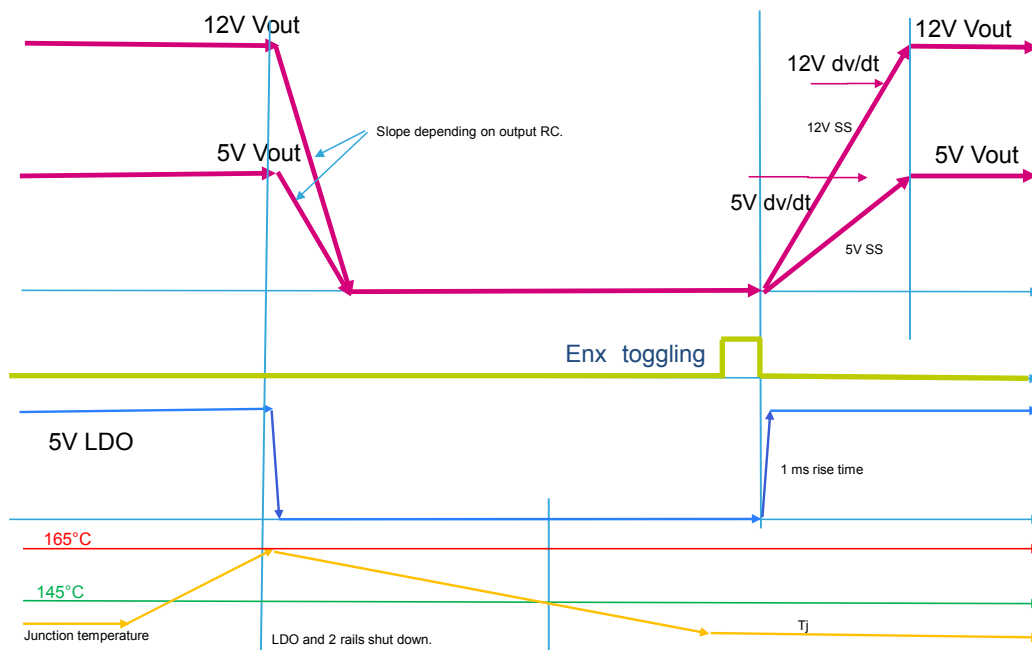 12V Vout
12V Vout
12V dv/dt
Slope depending on output RC.
12V SS
5V Vout
5V Vout
5V dv/dt
5V SS
Enx toggling
5V LDO
1 ms rise time
165°C
145°C
Junction temperature
Tj
LDO and 2 rails shut down.